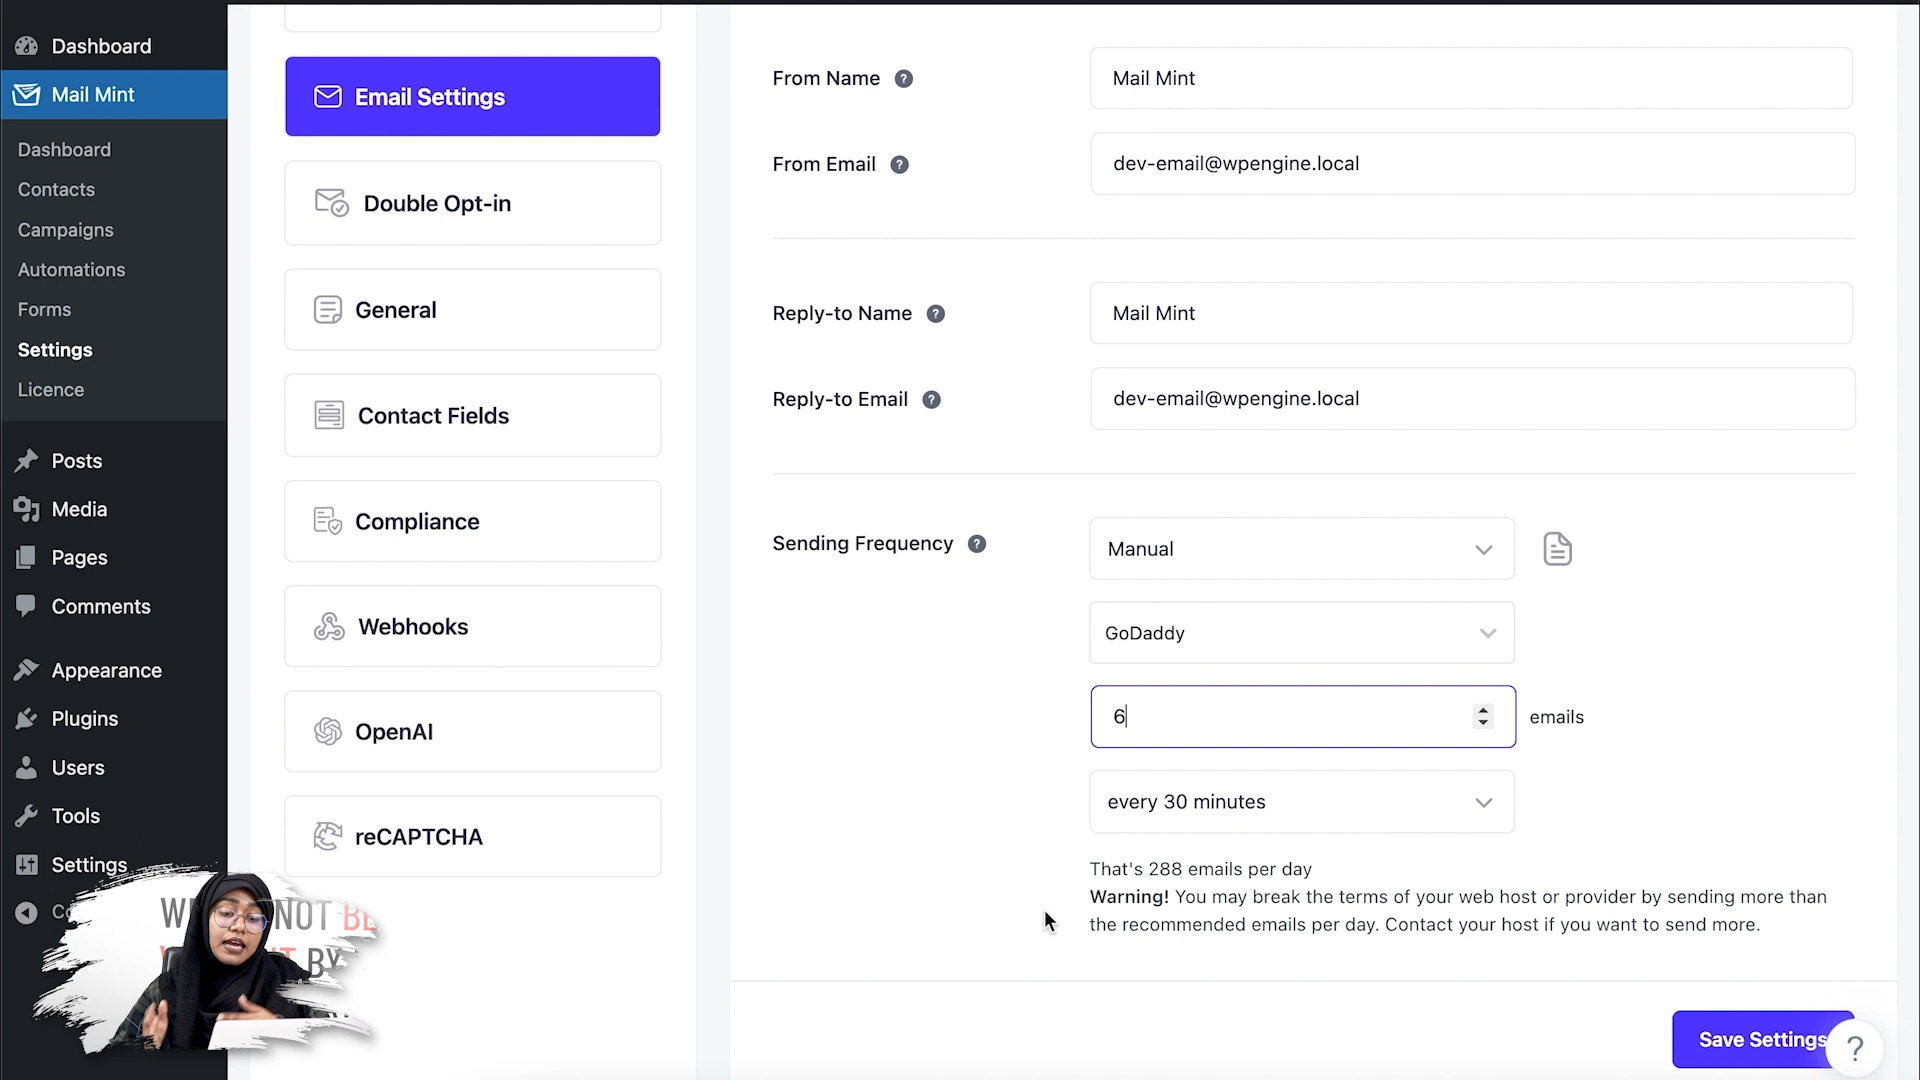 Dashboard
Mail Mint
Dashboard
Contacts
Campaigns
Automations
Forms
Settings
Licence
Posts
Media
Pages
Comments
Appearance
Plugins
Users
Tools
Settings
Email Settings
Double Opt-in
General
Contact Fields
Compliance
Webhooks
OpenAI
reCAPTCHA
From Name ?
Mail Mint
From Email ?
dev-email@wpengine.local
Reply-to Name ?
Mail Mint
Reply-to Email ?
dev-email@wpengine.local
Sending Frequency ?
Manual
GoDaddy
6 emails
every 30 minutes
That's 288 emails per day
Warning! You may break the terms of your web host or provider by sending more than
the recommended emails per day. Contact your host if you want to send more.
Save Settings
?
NOT
BY